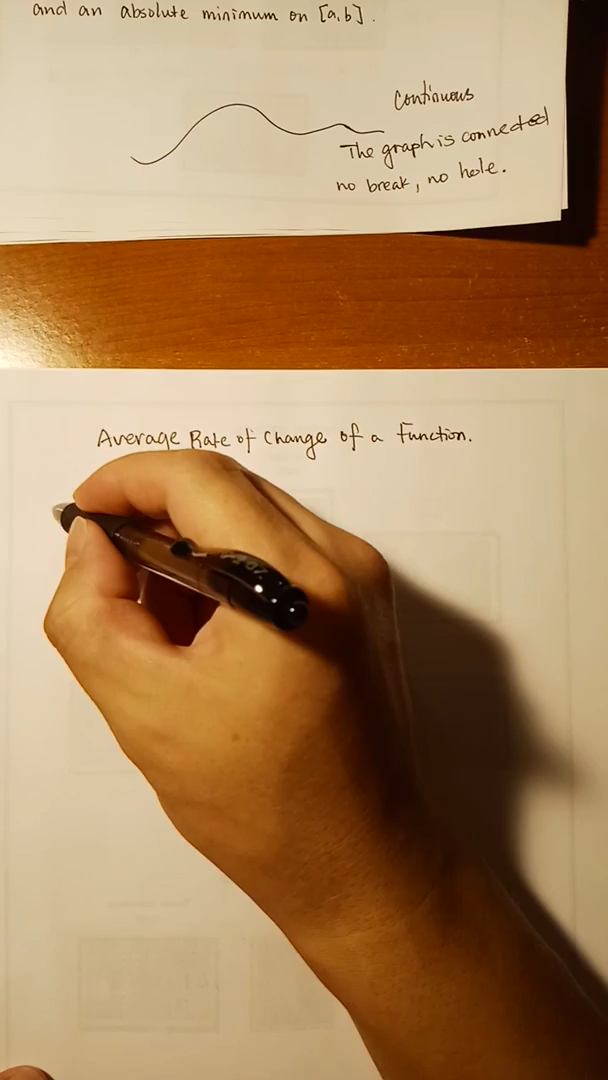 and an absolute minimum on [a,b].
Continuous
The graph is connected
no break, no hole.
Average Rate of Change of a Function.